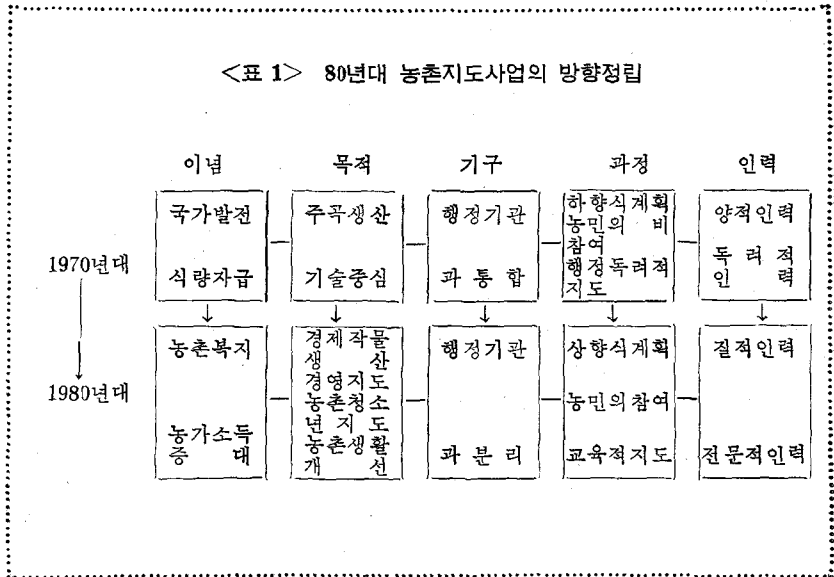 <표 1> 80년대 농촌지도사업의 방향정립
이념 목적 기구 과정 인력
1970년대
국가발전
식량자급
주곡생산
기술중심
행정기관
과 통합
하향식계획
농민의 비
참여
행정독려적
지도
양적인력
독 려 적
인 력
1980년대
농촌복지
농가소득
증 대
경제작물
생 산
경영지도
농촌청소
년 지 도
농촌생활
개 선
행정기관
과 분 리
상향식계획
농민의참여
교육적지도
질적인력
전문적인력